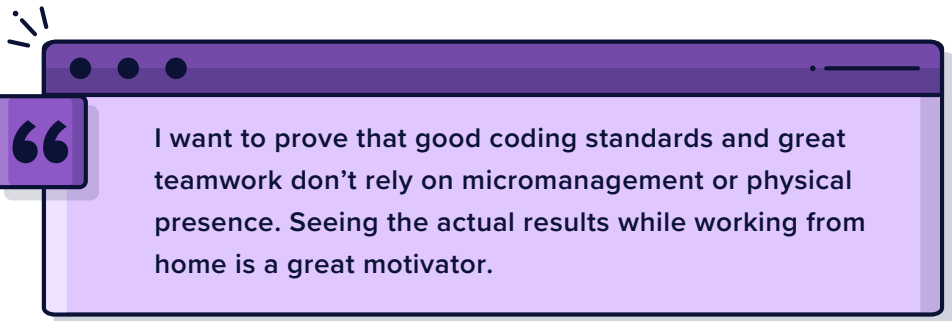 “
I want to prove that good coding standards and great
teamwork don’t rely on micromanagement or physical
presence. Seeing the actual results while working from
home is a great motivator.